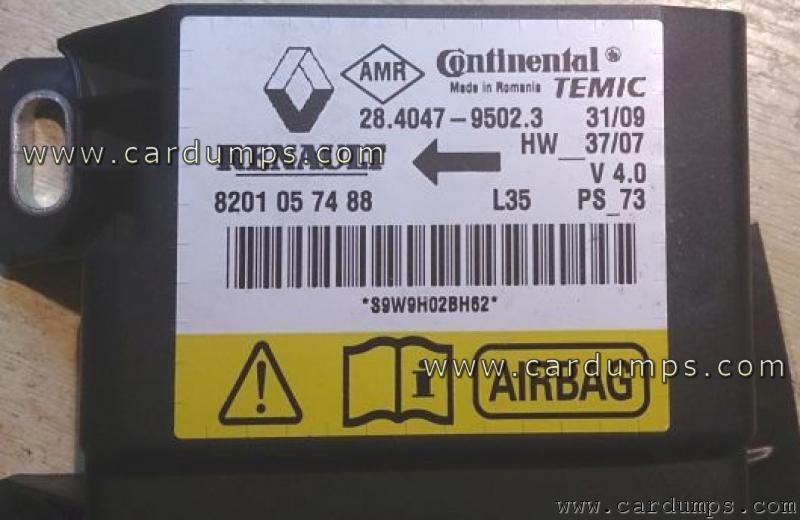 AMR Continental
Made in Romania TEMIC
28.4047-9502.3 31/09
HW_37/07
www.cardumps.com
RENAULT
V 4.0
8201 05 74 88 L35 PS_73
*S9W9H02BH62*
www.cardumps.com
i AIRBAG
www.cardumps.com